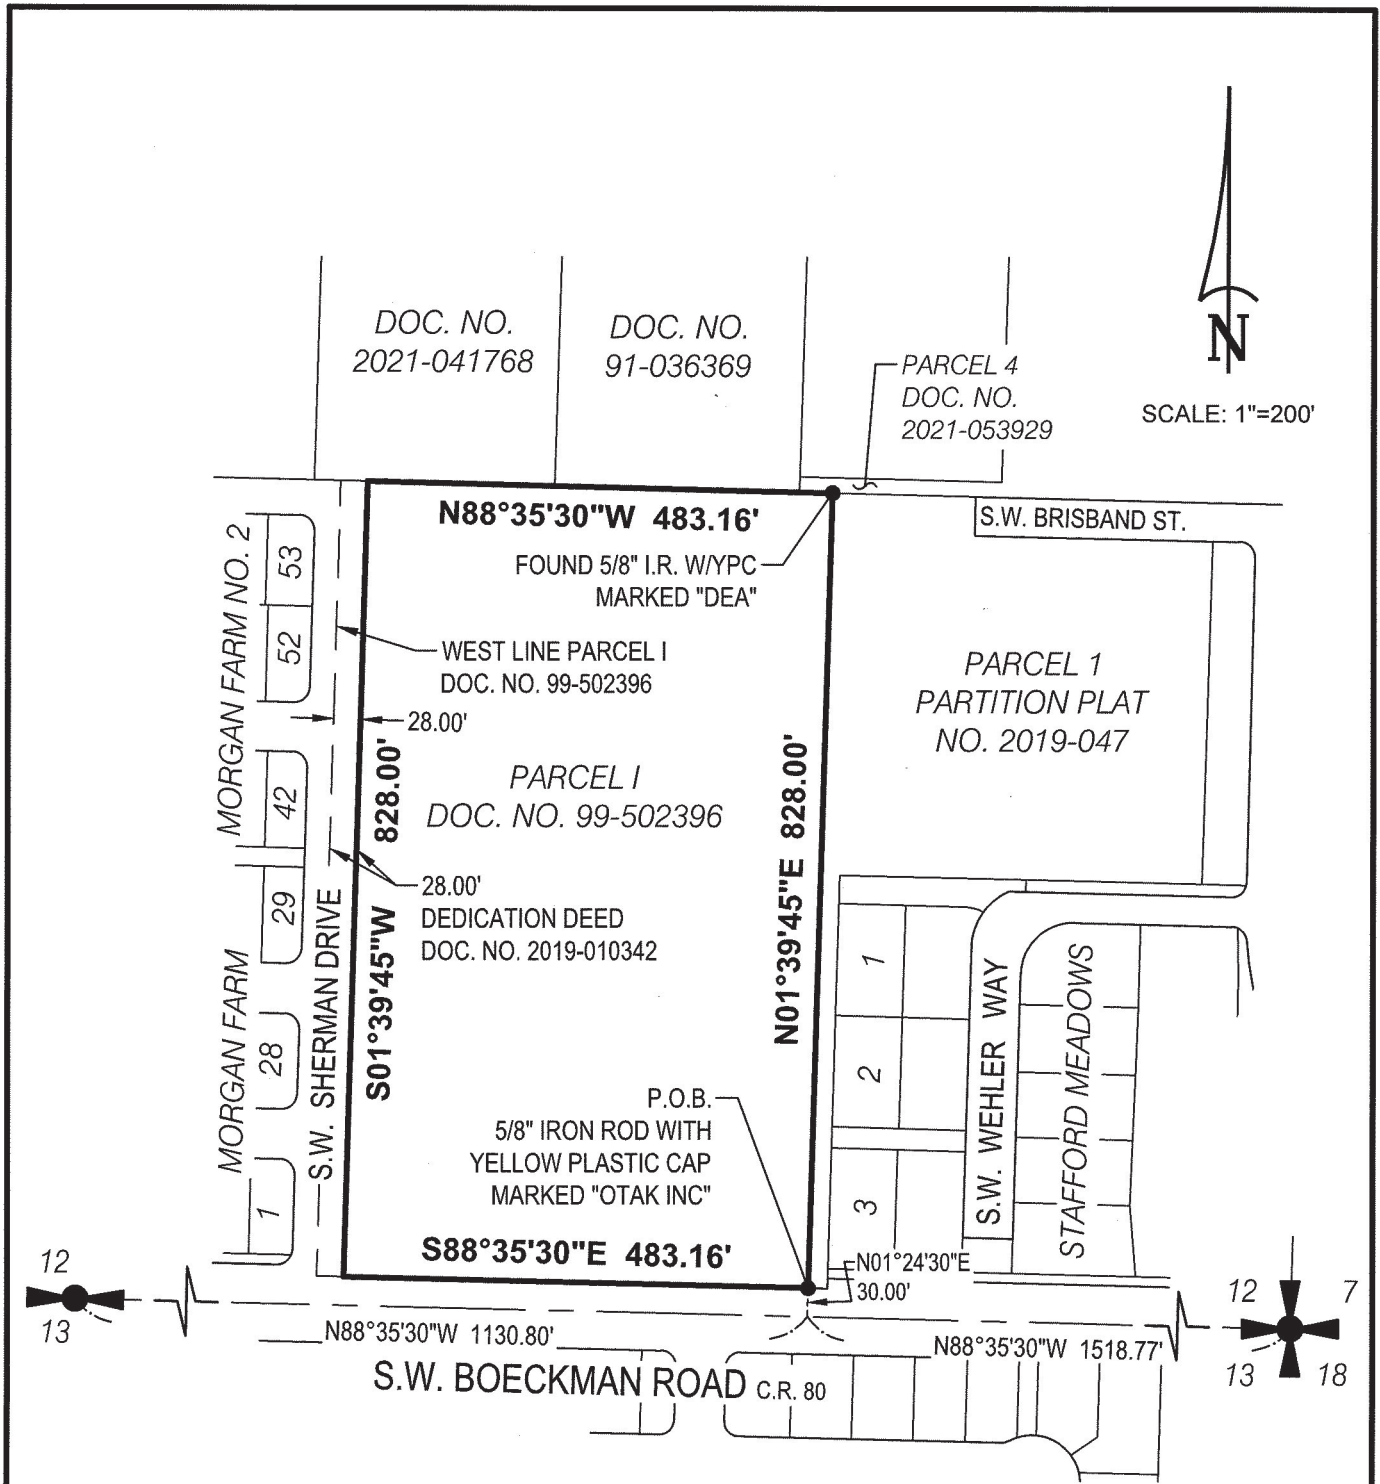 N
SCALE: 1"=200'
DOC. NO.
2021-041768
DOC. NO.
91-036369
PARCEL 4
DOC. NO.
2021-053929
N88°35'30"W 483.16'
S.W. BRISBAND ST.
FOUND 5/8" I.R. W/YPC
MARKED "DEA"
MORGAN FARM NO. 2
53
52
WEST LINE PARCEL I
DOC. NO. 99-502396
28.00'
PARCEL 1
PARTITION PLAT
NO. 2019-047
42
S01°39'45"W 828.00'
PARCEL I
DOC. NO. 99-502396
N01°39'45"E 828.00'
29
28.00'
DEDICATION DEED
DOC. NO. 2019-010342
MORGAN FARM
28
1
S.W. SHERMAN DRIVE
1
2
3
S.W. WEHLER WAY
STAFFORD MEADOWS
P.O.B.
5/8" IRON ROD WITH
YELLOW PLASTIC CAP
MARKED "OTAK INC"
S88°35'30"E 483.16'
N01°24'30"E
30.00'
12
13
12
7
13
18
N88°35'30"W 1130.80'
N88°35'30"W 1518.77'
S.W. BOECKMAN ROAD C.R. 80